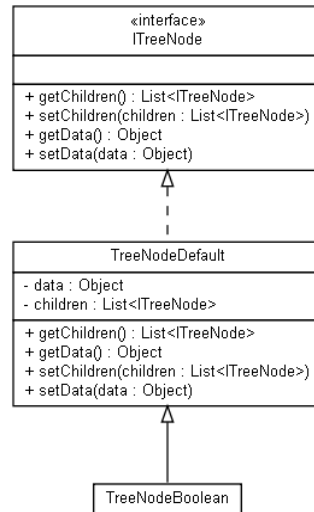 «interface»
ITreeNode
+ getChildren() : List<ITreeNode>
+ setChildren(children : List<ITreeNode>)
+ getData() : Object
+ setData(data : Object)
TreeNodeDefault
- data : Object
- children : List<ITreeNode>
+ getChildren() : List<ITreeNode>
+ getData() : Object
+ setChildren(children : List<ITreeNode>)
+ setData(data : Object)
TreeNodeBoolean